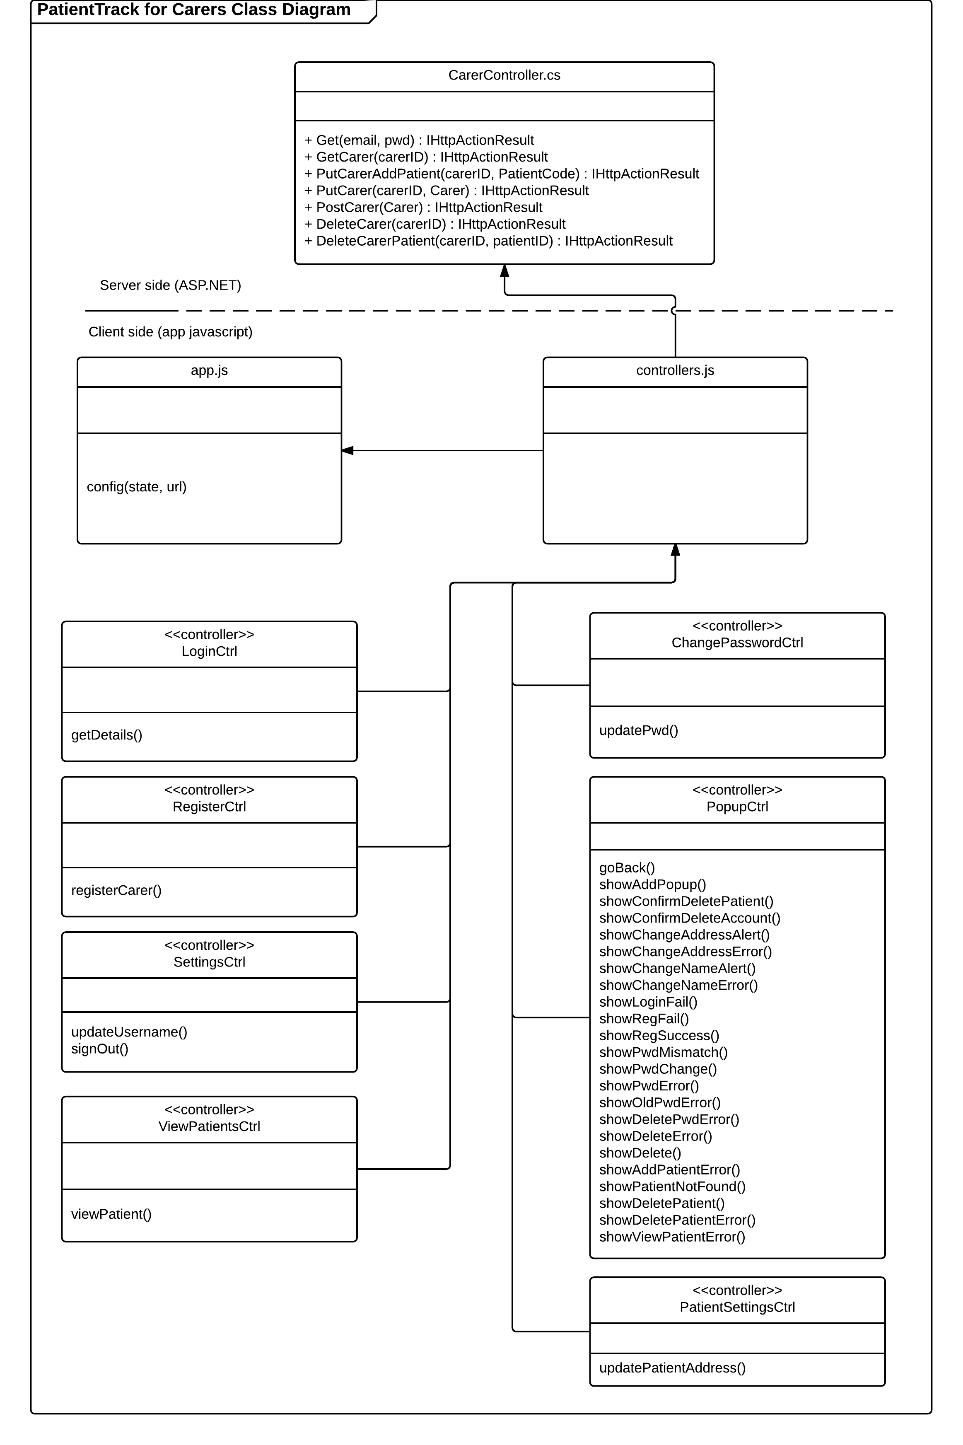 PatientTrack for Carers Class Diagram
CarerController.cs
+ Get(email, pwd) : IHttpActionResult
+ GetCarer(carerID) : IHttpActionResult
+ PutCarerAddPatient(carerID, PatientCode) : IHttpActionResult
+ PutCarer(carerID, Carer) : IHttpActionResult
+ PostCarer(Carer) : IHttpActionResult
+ DeleteCarer(carerID) : IHttpActionResult
+ DeleteCarerPatient(carerID, patientID) : IHttpActionResult
Server side (ASP.NET)
Client side (app javascript)
app.js
config(state, url)
controllers.js
<<controller>>
LoginCtrl
getDetails()
<<controller>>
RegisterCtrl
registerCarer()
<<controller>>
SettingsCtrl
updateUsername()
signOut()
<<controller>>
ViewPatientsCtrl
viewPatient()
<<controller>>
ChangePasswordCtrl
updatePwd()
<<controller>>
PopupCtrl
goBack()
showAddPopup()
showConfirmDeletePatient()
showConfirmDeleteAccount()
showChangeAddressAlert()
showChangeAddressError()
showChangeNameAlert()
showChangeNameError()
showLoginFail()
showRegFail()
showRegSuccess()
showPwdMismatch()
showPwdChange()
showPwdError()
showOldPwdError()
showDeletePwdError()
showDeleteError()
showDelete()
showAddPatientError()
showPatientNotFound()
showDeletePatient()
showDeletePatientError()
showViewPatientError()
<<controller>>
PatientSettingsCtrl
updatePatientAddress()